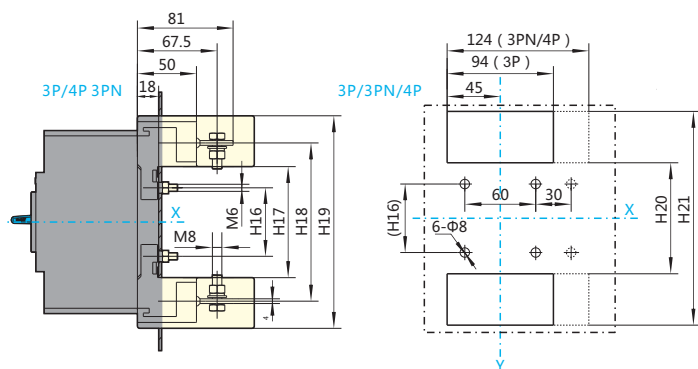 81
67.5
50
18
3P/4P 3PN
X
M6
H16
H17
H18
H19
M8
4
124 ( 3PN/4P )
94 ( 3P )
45
3P/3PN/4P
60
30
(H16)
X
H20
H21
6-Φ8
Y